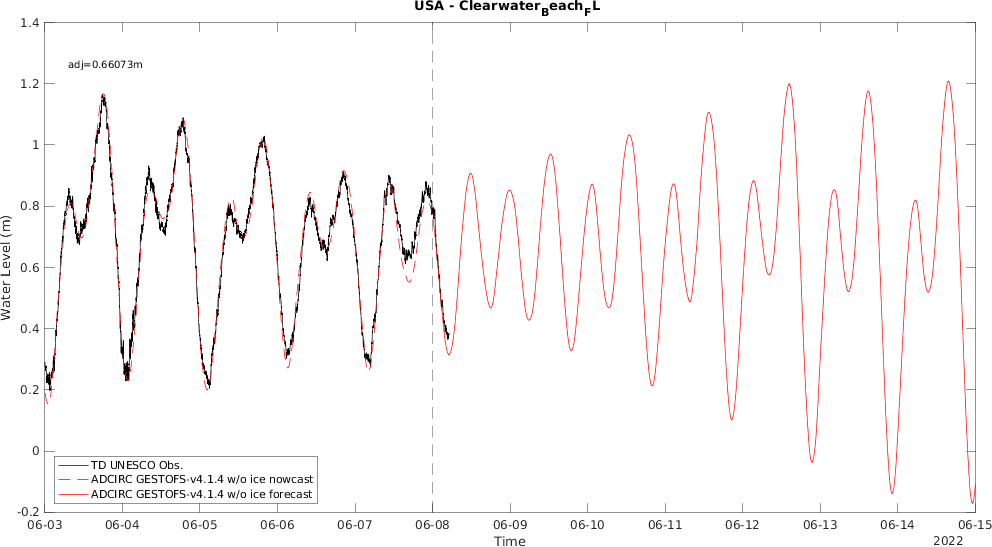 USA - Clearwater_Beach_FL
adj=0.66073m
1.4
1.2
1
0.8
0.6
0.4
0.2
0
-0.2
Water Level (m)
TD UNESCO Obs.
ADCIRC GESTOFS-v4.1.4 w/o ice nowcast
ADCIRC GESTOFS-v4.1.4 w/o ice forecast
06-03 06-04 06-05 06-06 06-07 06-08 06-09 06-10 06-11 06-12 06-13 06-14 06-15
Time
2022